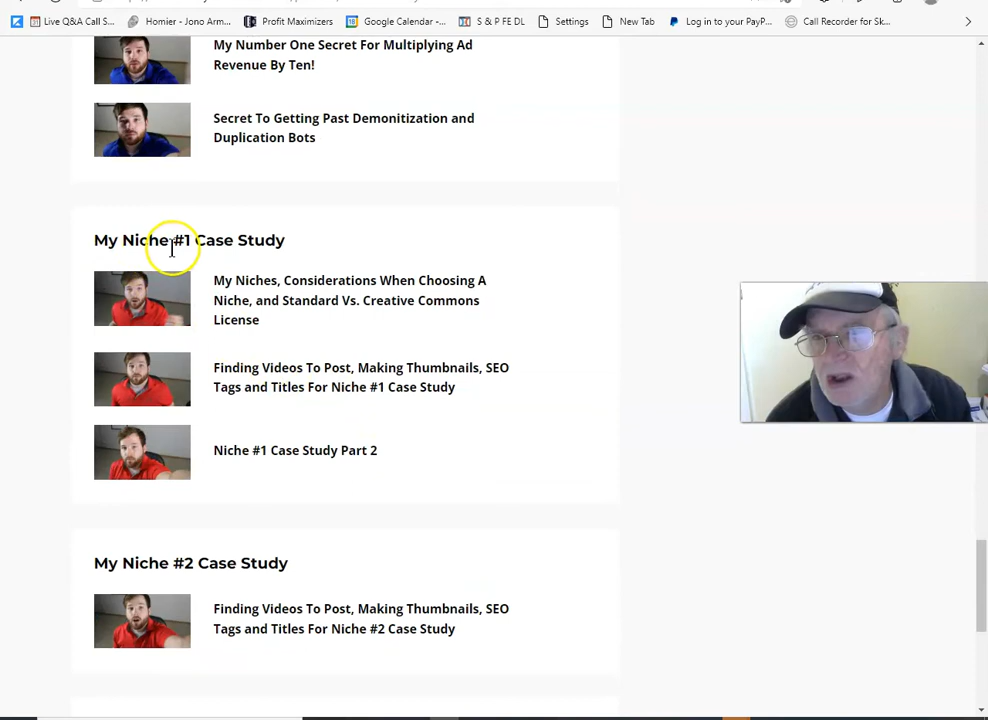 Live Q&A Call S... Homier - Jono Arm... Profit Maximizers Google Calendar -... S & P FE DL Settings New Tab Log in to your PayP... Call Recorder for Sk...
My Number One Secret For Multiplying Ad
Revenue By Ten!
Secret To Getting Past Demonitization and
Duplication Bots
My Niche #1 Case Study
My Niches, Considerations When Choosing A
Niche, and Standard Vs. Creative Commons
License
Finding Videos To Post, Making Thumbnails, SEO
Tags and Titles For Niche #1 Case Study
Niche #1 Case Study Part 2
My Niche #2 Case Study
Finding Videos To Post, Making Thumbnails, SEO
Tags and Titles For Niche #2 Case Study